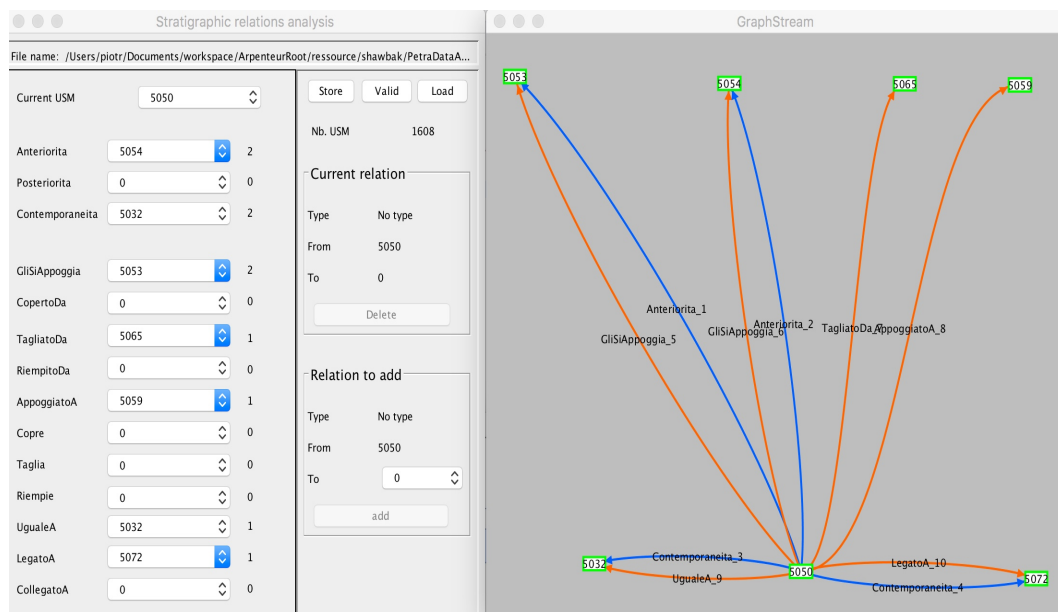 Stratigraphic relations analysis
File name: /Users/piotr/Documents/workspace/ArpenteurRoot/ressource/shawbak/PetraDataA...
Current USM 5050
Anteriorita 5054 2
Posteriorita 0 0
Contemporaneita 5032 2
GliSiAppoggia 5053 2
CopertoDa 0 0
TagliatoDa 5065 1
RiempitoDa 0 0
AppoggiatoA 5059 1
Copre 0 0
Taglia 0 0
Riempie 0 0
UgualeA 5032 1
LegatoA 5072 1
CollegatoA 0 0
Store Valid Load
Nb. USM 1608
Current relation
Type No type
From 5050
To 0
Delete
Relation to add
Type No type
From 5050
To 0
add
GraphStream
5053 5054 5065 5059
Anteriorita_1
GliSiAppoggia_5
Anteriorita_2
GliSiAppoggia_6
TagliatoDa_7
AppoggiatoA_8
Contemporaneita_3
5032
UgualeA_9
5050
LegatoA_10
5072
Contemporaneita_4